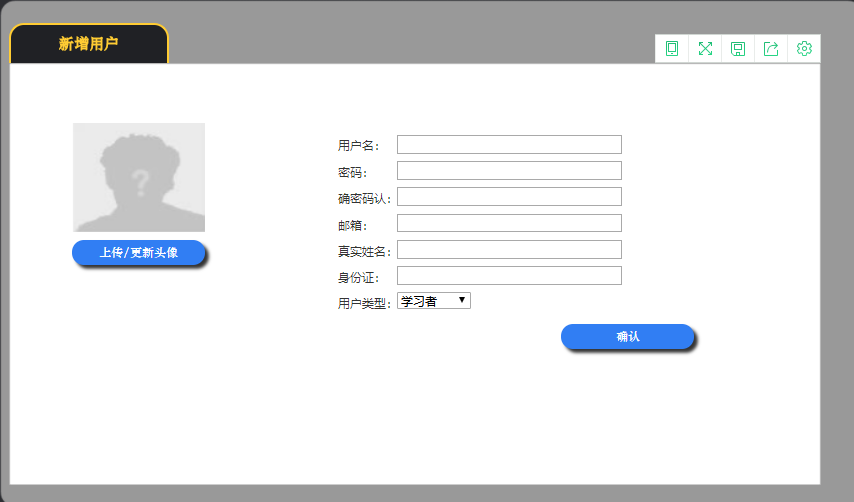 新增用户
?
上传/更新头像
用户名:
密码:
确密码认:
邮箱:
真实姓名:
身份证:
用户类型: 学习者
确认